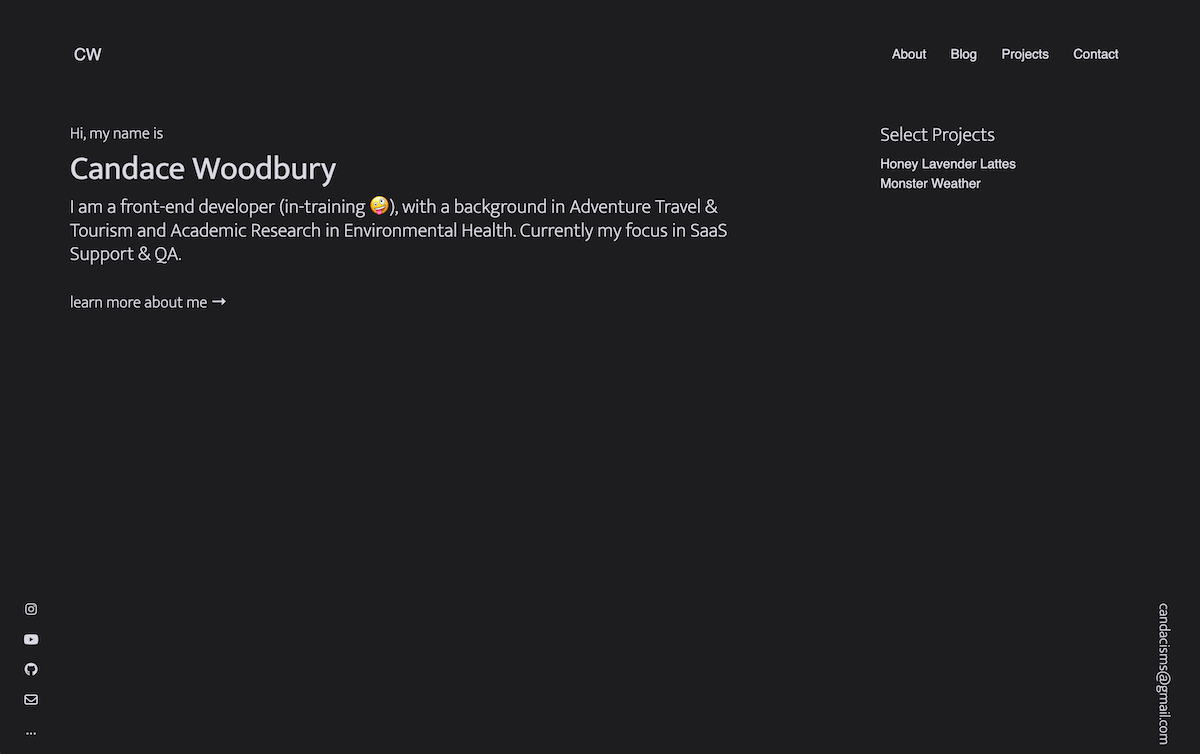 CW
About Blog Projects Contact
Hi, my name is
Candace Woodbury
I am a front-end developer (in-training 🤪), with a background in Adventure Travel &
Tourism and Academic Research in Environmental Health. Currently my focus in SaaS
Support & QA.
learn more about me →
Select Projects
Honey Lavender Lattes
Monster Weather
...
candacisms@gmail.com